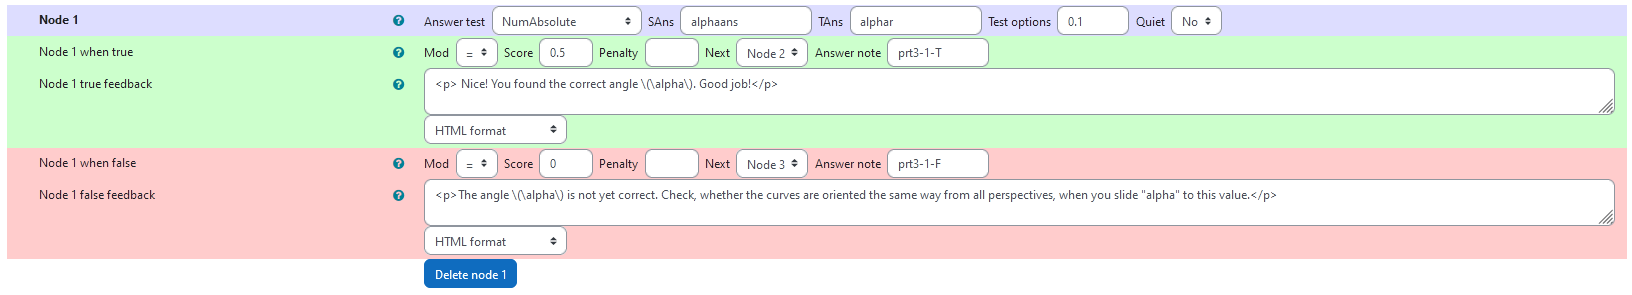 Node 1 Answer test NumAbsolute SAns alphaans TAns alphar Test options 0.1 Quiet No
Node 1 when true Mod = Score 0.5 Penalty Next Node 2 Answer note prt3-1-T
Node 1 true feedback <p> Nice! You found the correct angle \(\alpha\). Good job!</p>
HTML format
Node 1 when false Mod = Score 0 Penalty Next Node 3 Answer note prt3-1-F
Node 1 false feedback <p>The angle \(\alpha\) is not yet correct. Check, whether the curves are oriented the same way from all perspectives, when you slide "alpha" to this value.</p>
HTML format
Delete node 1